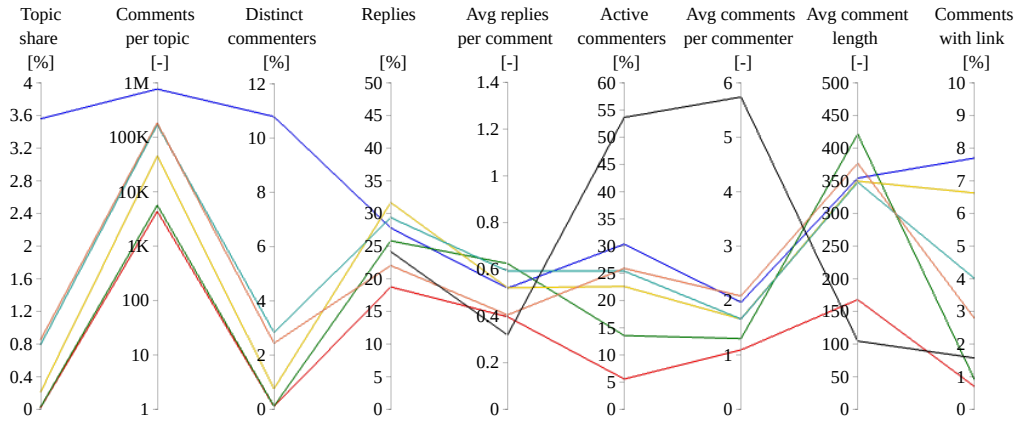 Topic Comments Distinct Replies Avg replies Active Avg comments Avg comment Comments
share per topic commenters per comment commenters per commenter length with link
[%] [-] [%] [%] [-] [%] [-] [-] [%]
4 1M 12 50 1.4 60 6 500 10
3.6 100K 10 45 1.2 55 5 450 9
3.2 10K 8 40 1 50 4 400 8
2.8 1K 6 35 0.8 45 3 350 7
2.4 100 4 30 0.6 40 2 300 6
2 10 2 25 0.4 35 1 250 5
1.6 1 0 20 0.2 30 0 200 4
1.2 15 0 25 150 3
0.8 10 20 100 2
0.4 5 15 50 1
0 0 10 0 0
5
0